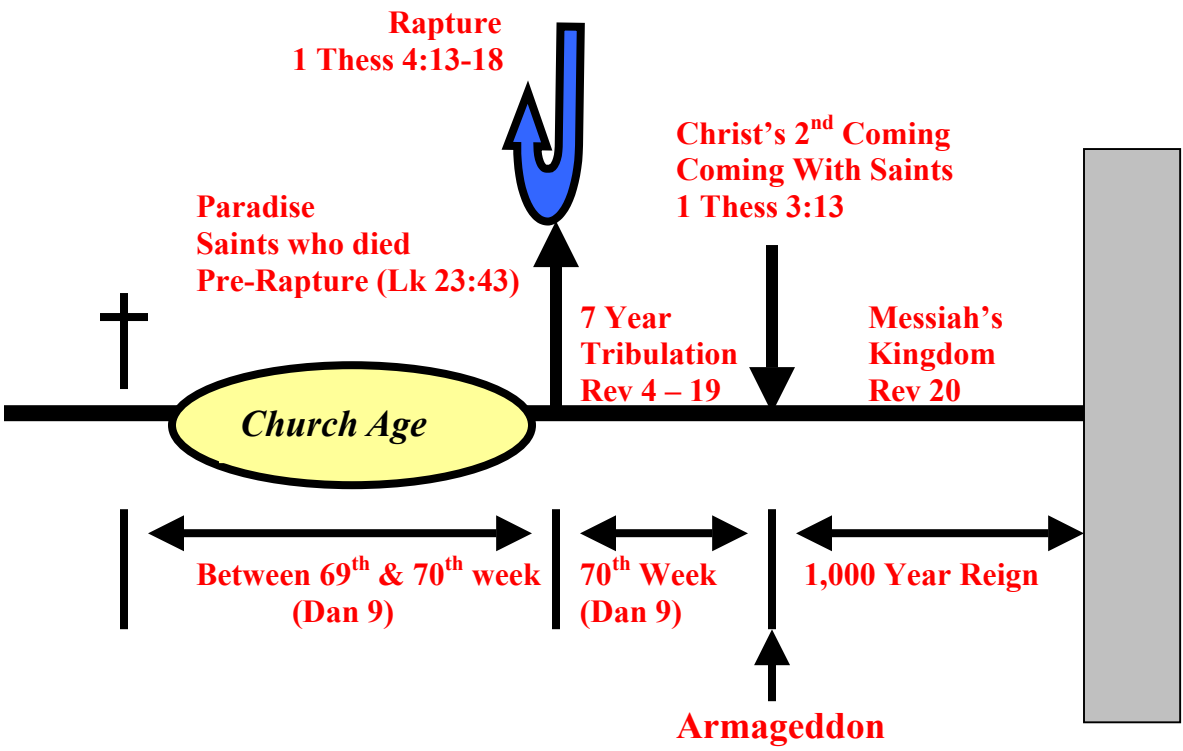 Rapture
1 Thess 4:13-18
Christ's 2nd Coming
Coming With Saints
1 Thess 3:13
Paradise
Saints who died
Pre-Rapture (Lk 23:43)
7 Year
Tribulation
Rev 4 – 19
Messiah's
Kingdom
Rev 20
Church Age
Between 69th & 70th week
(Dan 9)
70th Week
(Dan 9)
1,000 Year Reign
Armageddon